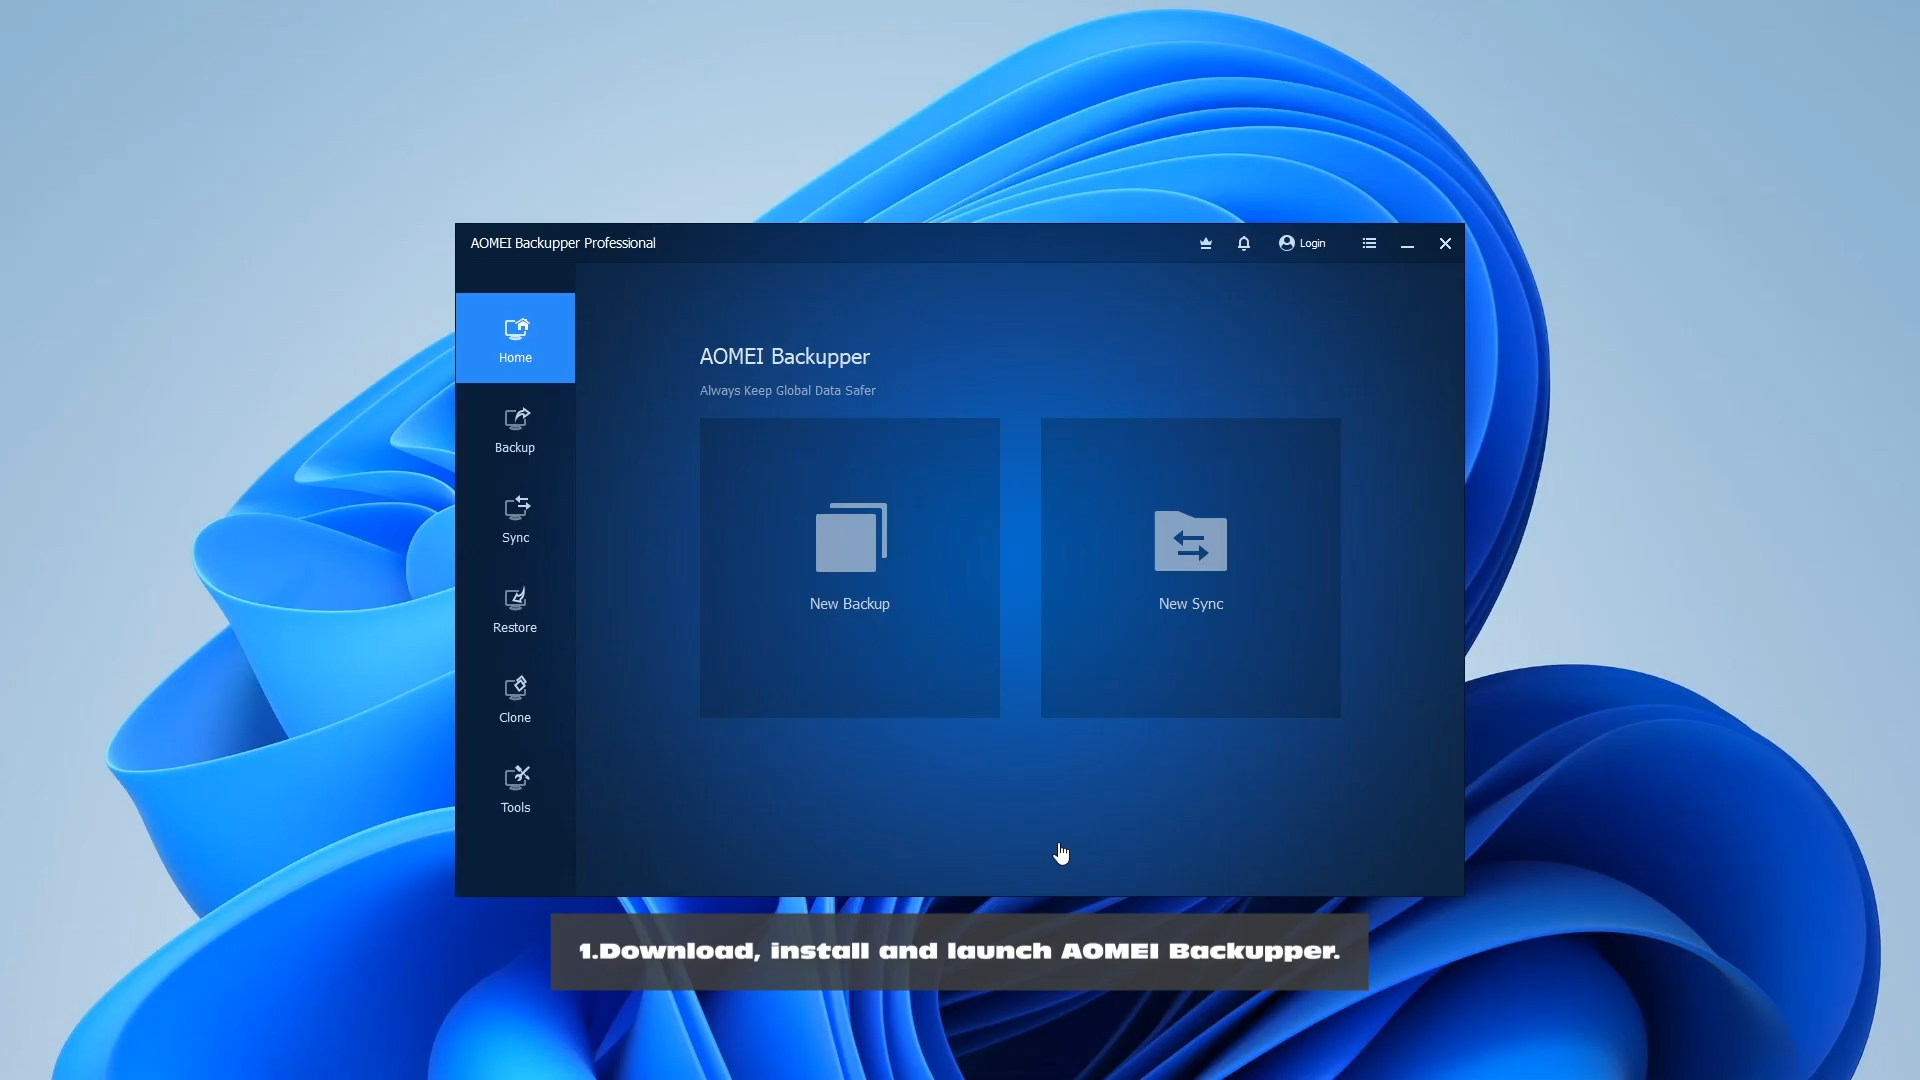 AOMEI Backupper Professional
Login
Home
Backup
Sync
Restore
Clone
Tools
AOMEI Backupper
Always Keep Global Data Safer
New Backup
New Sync
1.Download, install and launch AOMEI Backupper.